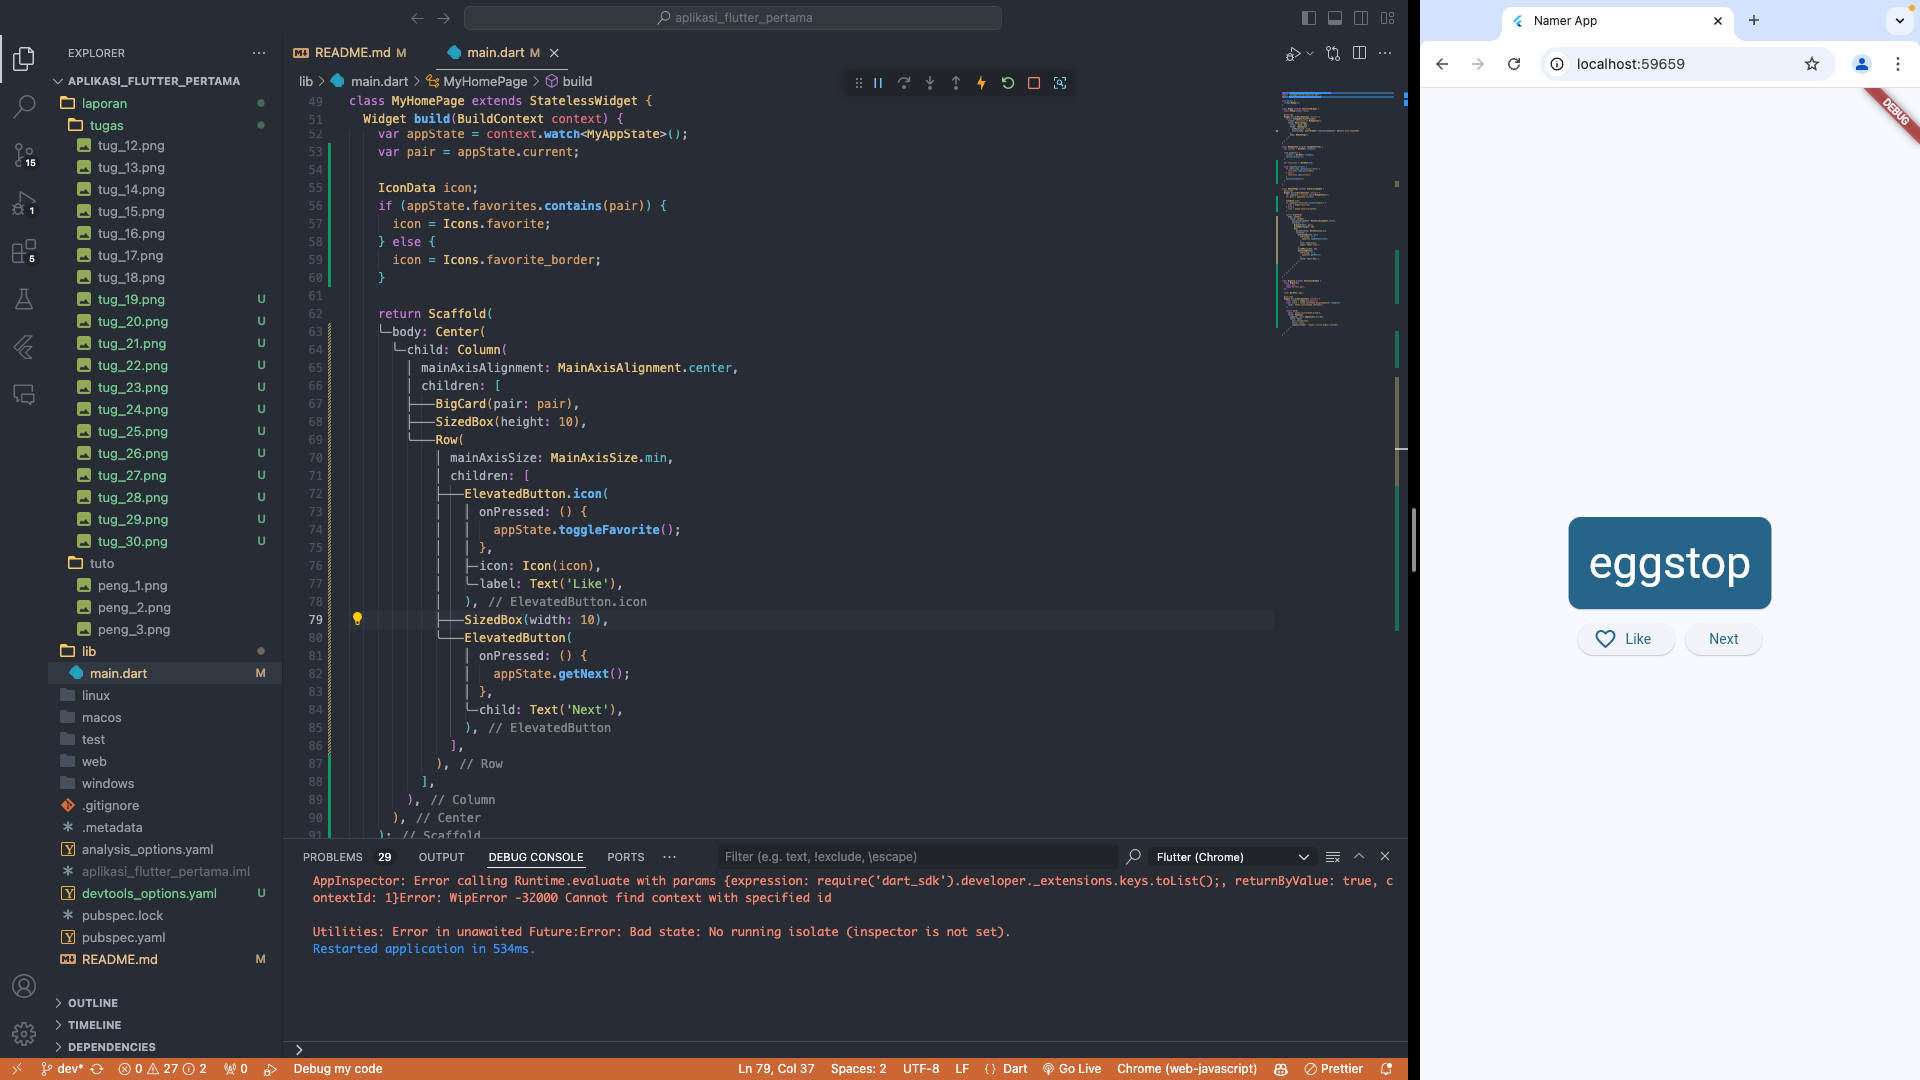 aplikasi_flutter_pertama
EXPLORER
APLIKASI_FLUTTER_PERTAMA
laporan
tugas
tug_12.png
tug_13.png
tug_14.png
tug_15.png
tug_16.png
tug_17.png
tug_18.png
tug_19.png U
tug_20.png U
tug_21.png U
tug_22.png U
tug_23.png U
tug_24.png U
tug_25.png U
tug_26.png U
tug_27.png U
tug_28.png U
tug_29.png U
tug_30.png U
tuto
peng_1.png
peng_2.png
peng_3.png
lib
main.dart M
linux
macos
test
web
windows
.gitignore
.metadata
analysis_options.yaml
aplikasi_flutter_pertama.iml
devtools_options.yaml U
pubspec.lock
pubspec.yaml
README.md M
OUTLINE
TIMELINE
DEPENDENCIES
15
1
5
README.md M
main.dart M
lib > main.dart > MyHomePage > build
49 class MyHomePage extends StatelessWidget {
51 Widget build(BuildContext context) {
52 var appState = context.watch<MyAppState>();
53 var pair = appState.current;
54
55 IconData icon;
56 if (appState.favorites.contains(pair)) {
57 icon = Icons.favorite;
58 } else {
59 icon = Icons.favorite_border;
60 }
61
62 return Scaffold(
63 body: Center(
64 child: Column(
65 mainAxisAlignment: MainAxisAlignment.center,
66 children: [
67 BigCard(pair: pair),
68 SizedBox(height: 10),
69 Row(
70 mainAxisSize: MainAxisSize.min,
71 children: [
72 ElevatedButton.icon(
73 onPressed: () {
74 appState.toggleFavorite();
75 },
76 icon: Icon(icon),
77 label: Text('Like'),
78 ), // ElevatedButton.icon
79 SizedBox(width: 10),
80 ElevatedButton(
81 onPressed: () {
82 appState.getNext();
83 },
84 child: Text('Next'),
85 ), // ElevatedButton
86 ],
87 ), // Row
88 ],
89 ), // Column
90 ), // Center
91 ); // Scaffold
PROBLEMS 29 OUTPUT DEBUG CONSOLE PORTS
Filter (e.g. text, !exclude, \escape)
Flutter (Chrome)
AppInspector: Error calling Runtime.evaluate with params {expression: require('dart_sdk').developer._extensions.keys.toList();, returnByValue: true, c
ontextId: 1}Error: WipError -32000 Cannot find context with specified id
Utilities: Error in unawaited Future:Error: Bad state: No running isolate (inspector is not set).
Restarted application in 534ms.
dev* 0 27 2 0 Debug my code
Ln 79, Col 37 Spaces: 2 UTF-8 LF {} Dart Go Live Chrome (web-javascript) Prettier
Namer App
localhost:59659
DEBUG
eggstop
Like
Next